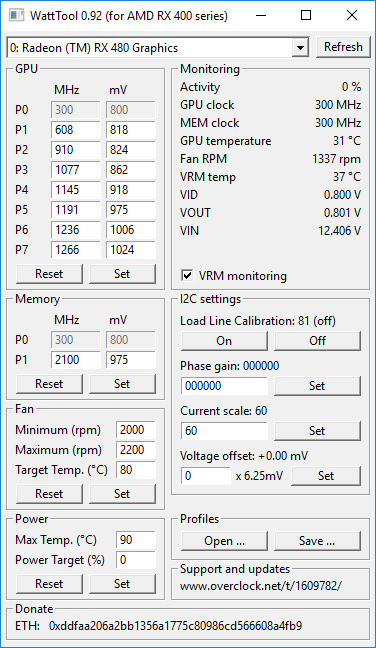 WattTool 0.92 (for AMD RX 400 series)
0: Radeon (TM) RX 480 Graphics
Refresh
GPU
MHz mV
P0 300 800
P1 608 818
P2 910 824
P3 1077 862
P4 1145 918
P5 1191 975
P6 1236 1006
P7 1266 1024
Reset Set
Monitoring
Activity 0 %
GPU clock 300 MHz
MEM clock 300 MHz
GPU temperature 31 °C
Fan RPM 1337 rpm
VRM temp 37 °C
VID 0.800 V
VOUT 0.801 V
VIN 12.406 V
VRM monitoring
Memory
MHz mV
P0 300 800
P1 2100 975
Reset Set
I2C settings
Load Line Calibration: 81 (off)
On Off
Phase gain: 000000
000000 Set
Current scale: 60
60 Set
Voltage offset: +0.00 mV
0 x 6.25mV Set
Fan
Minimum (rpm) 2000
Maximum (rpm) 2200
Target Temp. (°C) 80
Reset Set
Power
Max Temp. (°C) 90
Power Target (%) 0
Reset Set
Profiles
Open ... Save ...
Support and updates
www.overclock.net/t/1609782/
Donate
ETH: 0xddfaa206a2bb1356a1775c80986cd566608a4fb9